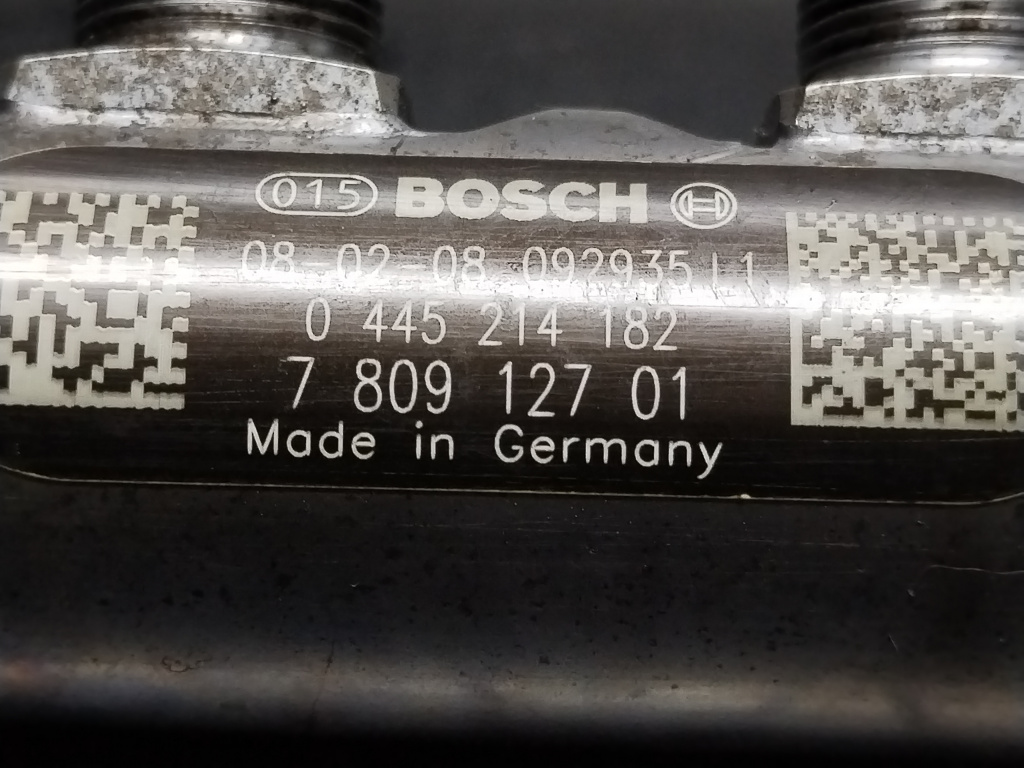 015 BOSCH
08 02 08 092935 L1
0 445 214 182
7 809 127 01
Made in Germany